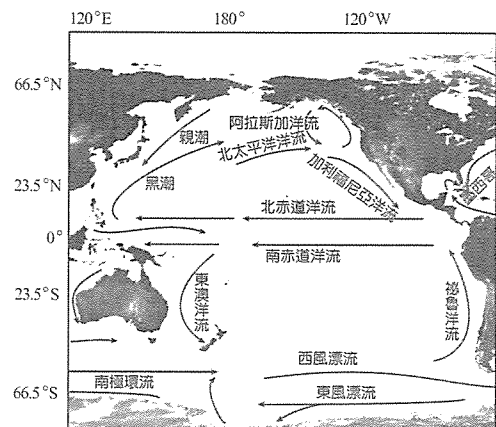 120°E 180° 120°W
66.5°N
阿拉斯加洋流
親潮
北太平洋洋流
加利福尼亞洋流
黑潮
23.5°N
北赤道洋流
0°
南赤道洋流
23.5°S
東澳洋流
祕魯洋流
西風漂流
南極環流
東風漂流
66.5°S